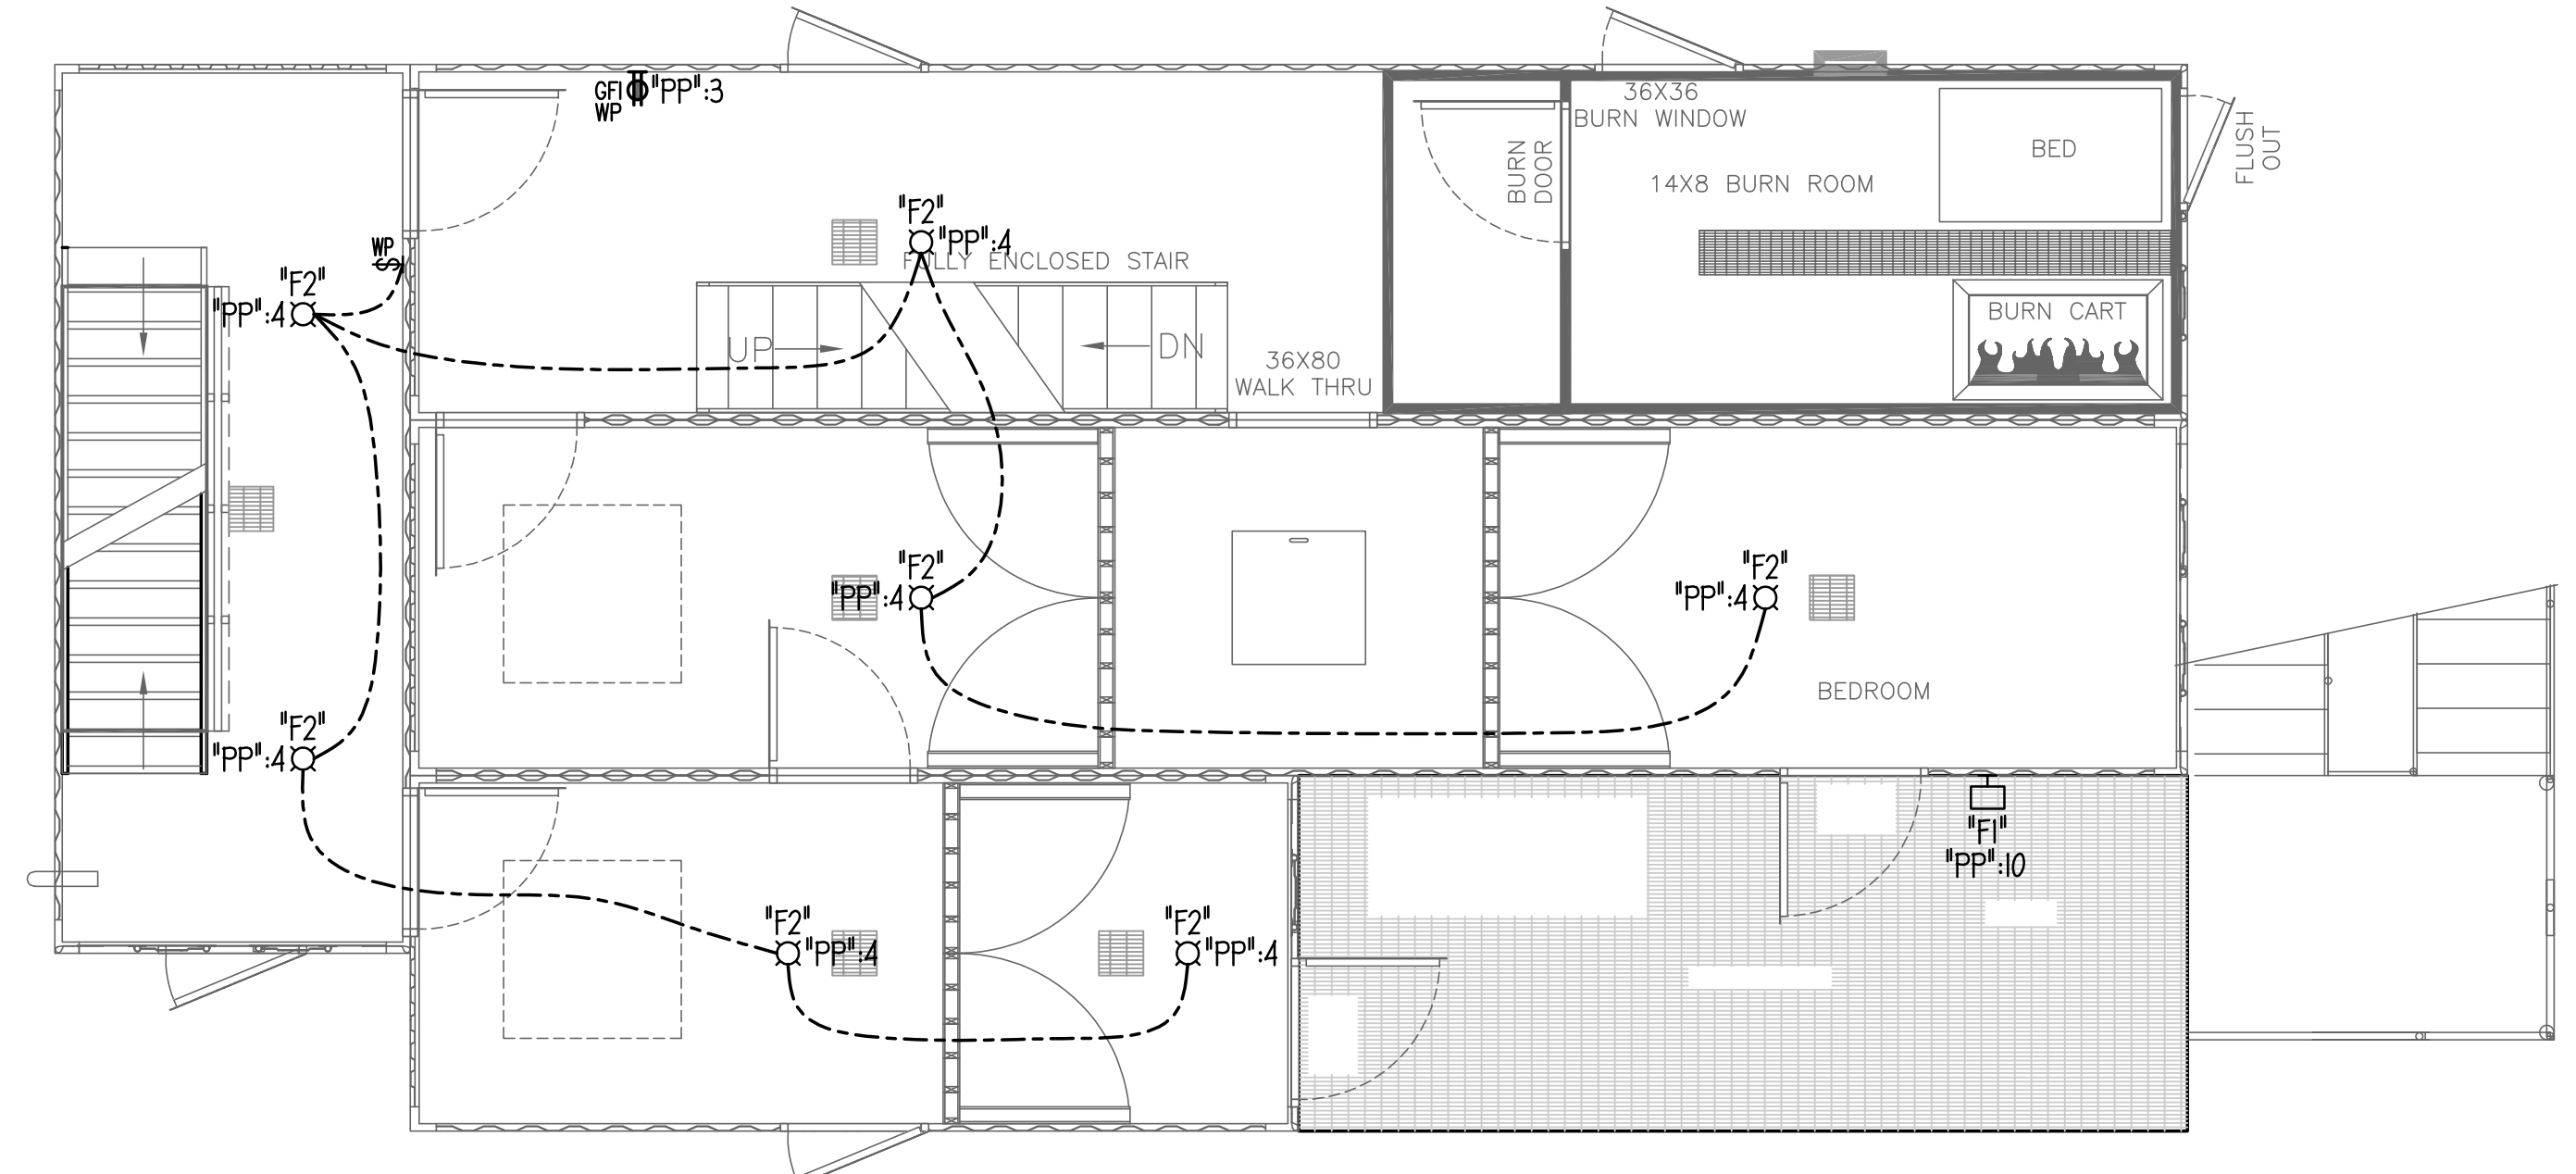 GFI
WP
"PP":3
36X36
BURN WINDOW
BURN
DOOR
14X8 BURN ROOM
BED
FLUSH
OUT
"F2"
"PP":4
FULLY ENCLOSED STAIR
WP
S
"F2"
"PP":4
UP
DN
36X80
WALK THRU
BURN CART
"F2"
"PP":4
"F2"
"PP":4
BEDROOM
"F2"
"PP":4
"F1"
"PP":10
"F2"
"PP":4
"F2"
"PP":4